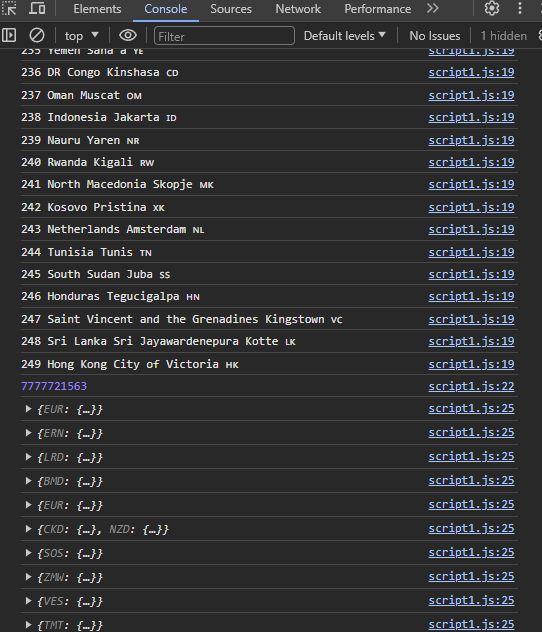 Elements Console Sources Network Performance
top Filter Default levels No Issues 1 hidden
235 Yemen Sana'a YE script1.js:19
236 DR Congo Kinshasa CD script1.js:19
237 Oman Muscat OM script1.js:19
238 Indonesia Jakarta ID script1.js:19
239 Nauru Yaren NR script1.js:19
240 Rwanda Kigali RW script1.js:19
241 North Macedonia Skopje MK script1.js:19
242 Kosovo Pristina XK script1.js:19
243 Netherlands Amsterdam NL script1.js:19
244 Tunisia Tunis TN script1.js:19
245 South Sudan Juba SS script1.js:19
246 Honduras Tegucigalpa HN script1.js:19
247 Saint Vincent and the Grenadines Kingstown VC script1.js:19
248 Sri Lanka Sri Jayawardenepura Kotte LK script1.js:19
249 Hong Kong City of Victoria HK script1.js:19
7777721563 script1.js:22
{EUR: {…}} script1.js:25
{ERN: {…}} script1.js:25
{LRD: {…}} script1.js:25
{BMD: {…}} script1.js:25
{EUR: {…}} script1.js:25
{CKD: {…}, NZD: {…}} script1.js:25
{SOS: {…}} script1.js:25
{ZMW: {…}} script1.js:25
{VES: {…}} script1.js:25
{TMT: {…}} script1.js:25